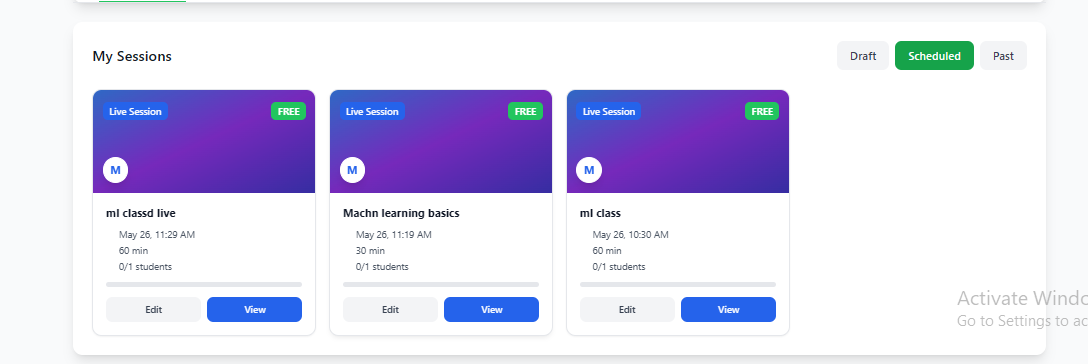 My Sessions
Draft Scheduled Past
Live Session FREE
M
ml classd live
May 26, 11:29 AM
60 min
0/1 students
Edit View
Live Session FREE
M
Machn learning basics
May 26, 11:19 AM
30 min
0/1 students
Edit View
Live Session FREE
M
ml class
May 26, 10:30 AM
60 min
0/1 students
Edit View
Activate Windo
Go to Settings to ac